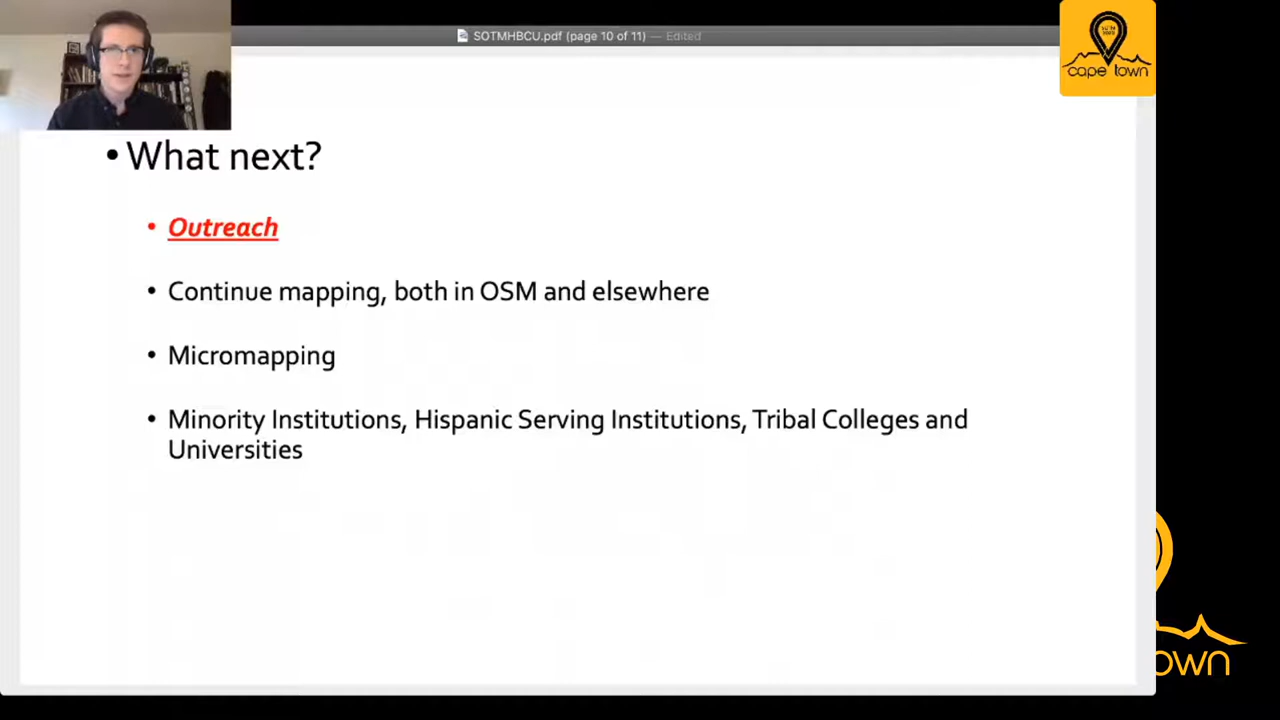 SOTMHBCU.pdf (page 10 of 11) — Edited
cape town
• What next?
• Outreach
• Continue mapping, both in OSM and elsewhere
• Micromapping
• Minority Institutions, Hispanic Serving Institutions, Tribal Colleges and
Universities
own